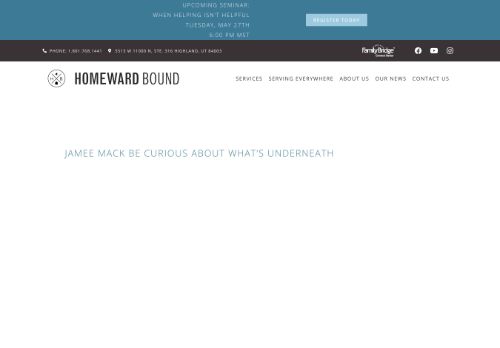 UPCOMING SEMINAR:
WHEN HELPING ISN'T HELPFUL
TUESDAY, MAY 27TH
6:00 PM MST
REGISTER TODAY
PHONE: 1.801.768.1441 5513 W 11000 N, STE. 316 HIGHLAND, UT 84003
FamilyBridge
HOMEWARD BOUND
SERVICES SERVING EVERYWHERE ABOUT US OUR NEWS CONTACT US
JAMEE MACK BE CURIOUS ABOUT WHAT'S UNDERNEATH